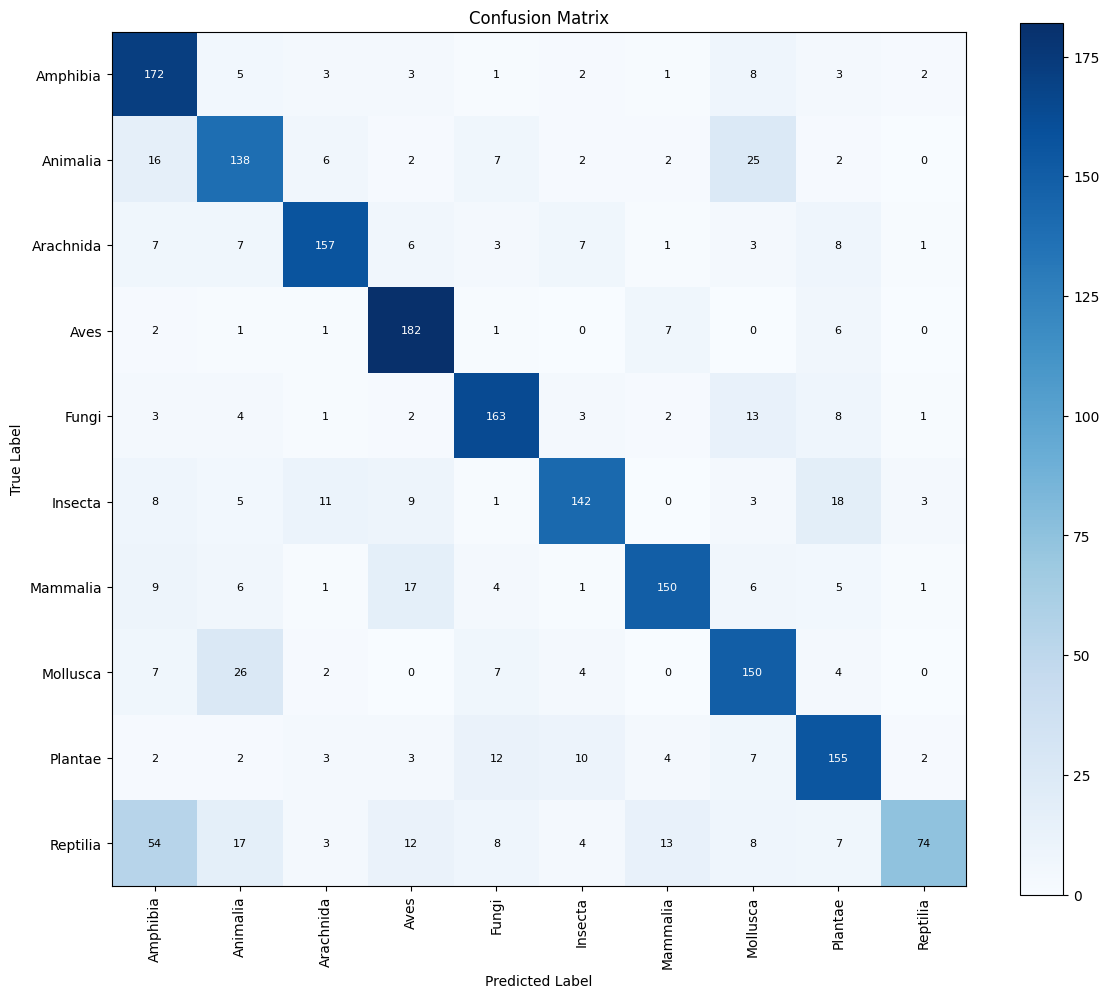 Confusion Matrix
Amphibia 172 5 3 3 1 2 1 8 3 2
Animalia 16 138 6 2 7 2 2 25 2 0
Arachnida 7 7 157 6 3 7 1 3 8 1
Aves 2 1 1 182 1 0 7 0 6 0
Fungi 3 4 1 2 163 3 2 13 8 1
Insecta 8 5 11 9 1 142 0 3 18 3
Mammalia 9 6 1 17 4 1 150 6 5 1
Mollusca 7 26 2 0 7 4 0 150 4 0
Plantae 2 2 3 3 12 10 4 7 155 2
Reptilia 54 17 3 12 8 4 13 8 7 74
Amphibia Animalia Arachnida Aves Fungi Insecta Mammalia Mollusca Plantae Reptilia
Predicted Label
True Label
175
150
125
100
75
50
25
0